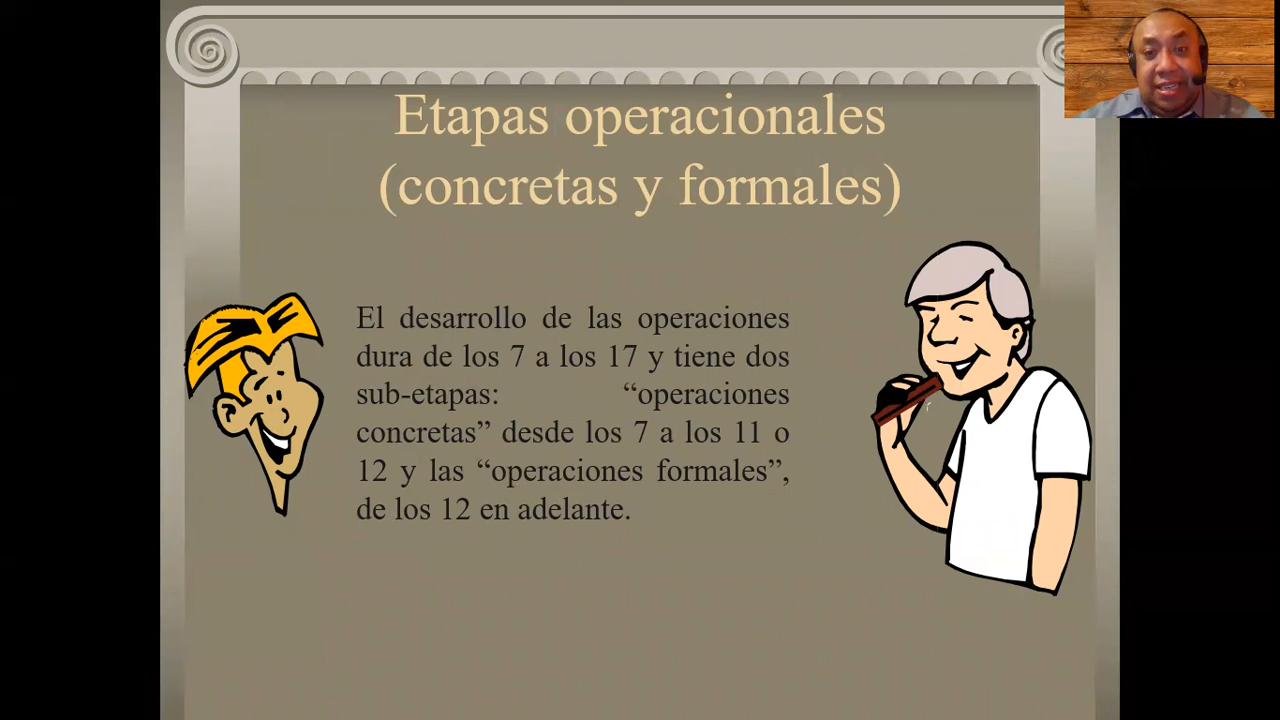 Etapas operacionales
(concretas y formales)
El desarrollo de las operaciones
dura de los 7 a los 17 y tiene dos
sub-etapas: “operaciones
concretas” desde los 7 a los 11 o
12 y las “operaciones formales”,
de los 12 en adelante.